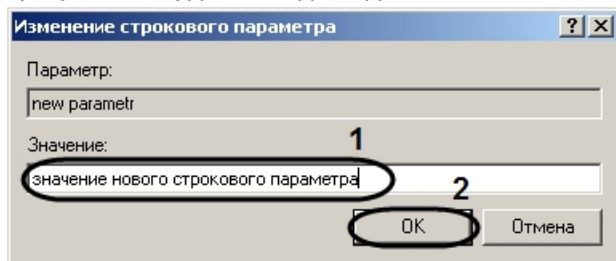 Изменение строкового параметра
Параметр:
new parametr
Значение:
1
значение нового строкового параметра
2
OK
Отмена